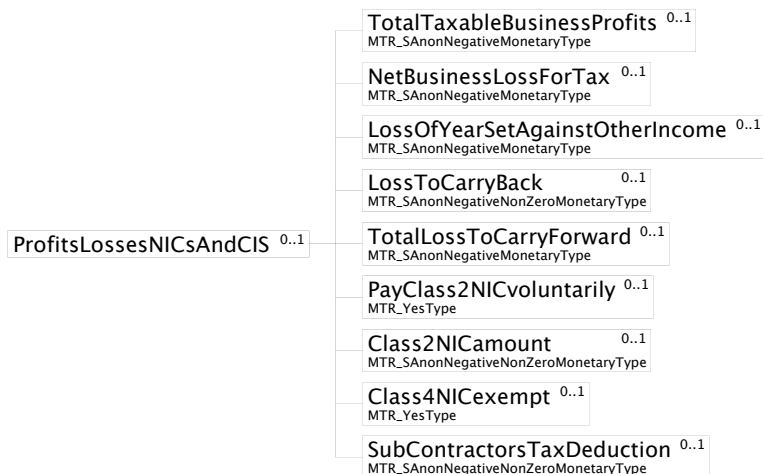 TotalTaxableBusinessProfits 0..1
MTR_SAnonNegativeMonetaryType
NetBusinessLossForTax 0..1
MTR_SAnonNegativeMonetaryType
LossOfYearSetAgainstOtherIncome 0..1
MTR_SAnonNegativeMonetaryType
LossToCarryBack 0..1
MTR_SAnonNegativeNonZeroMonetaryType
ProfitsLossesNICsAndCIS 0..1
TotalLossToCarryForward 0..1
MTR_SAnonNegativeMonetaryType
PayClass2NICvoluntarily 0..1
MTR_YesType
Class2NICamount 0..1
MTR_SAnonNegativeNonZeroMonetaryType
Class4NICexempt 0..1
MTR_YesType
SubContractorsTaxDeduction 0..1
MTR_SAnonNegativeNonZeroMonetaryType